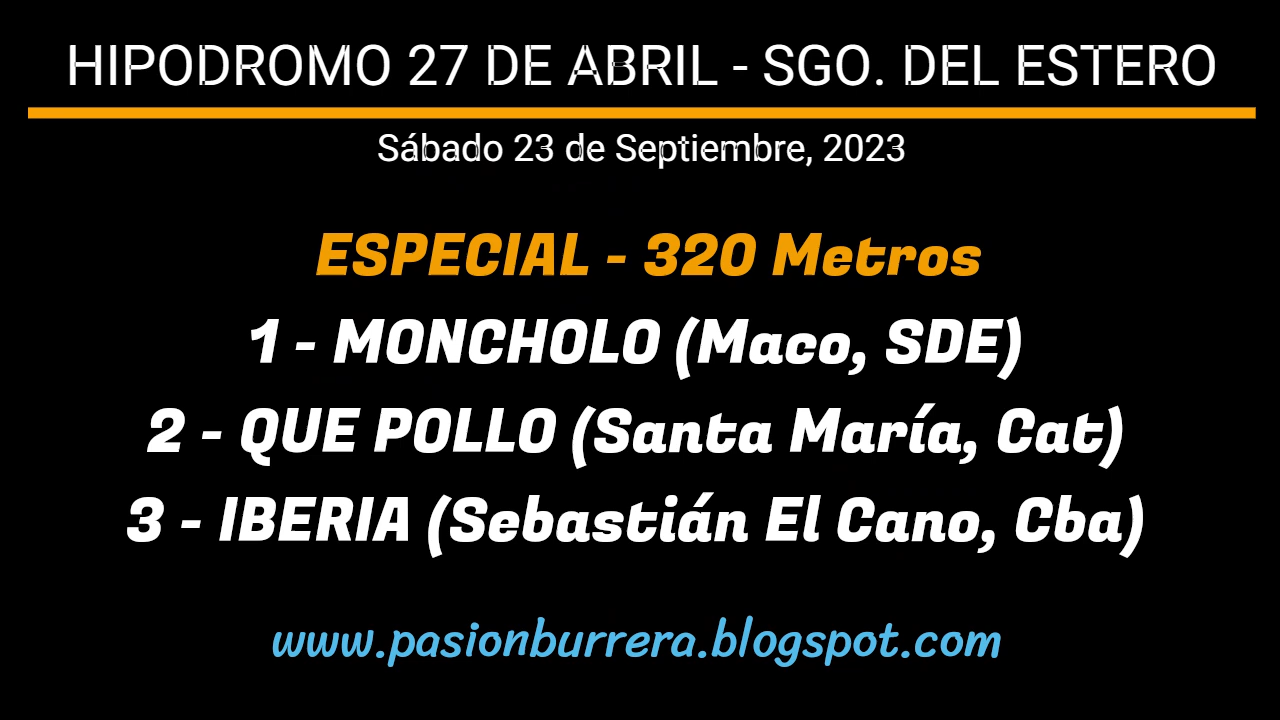 HIPODROMO 27 DE ABRIL - SGO. DEL ESTERO
Sábado 23 de Septiembre, 2023
ESPECIAL - 320 Metros
1 - MONCHOLO (Maco, SDE)
2 - QUE POLLO (Santa María, Cat)
3 - IBERIA (Sebastián El Cano, Cba)
www.pasionburrera.blogspot.com